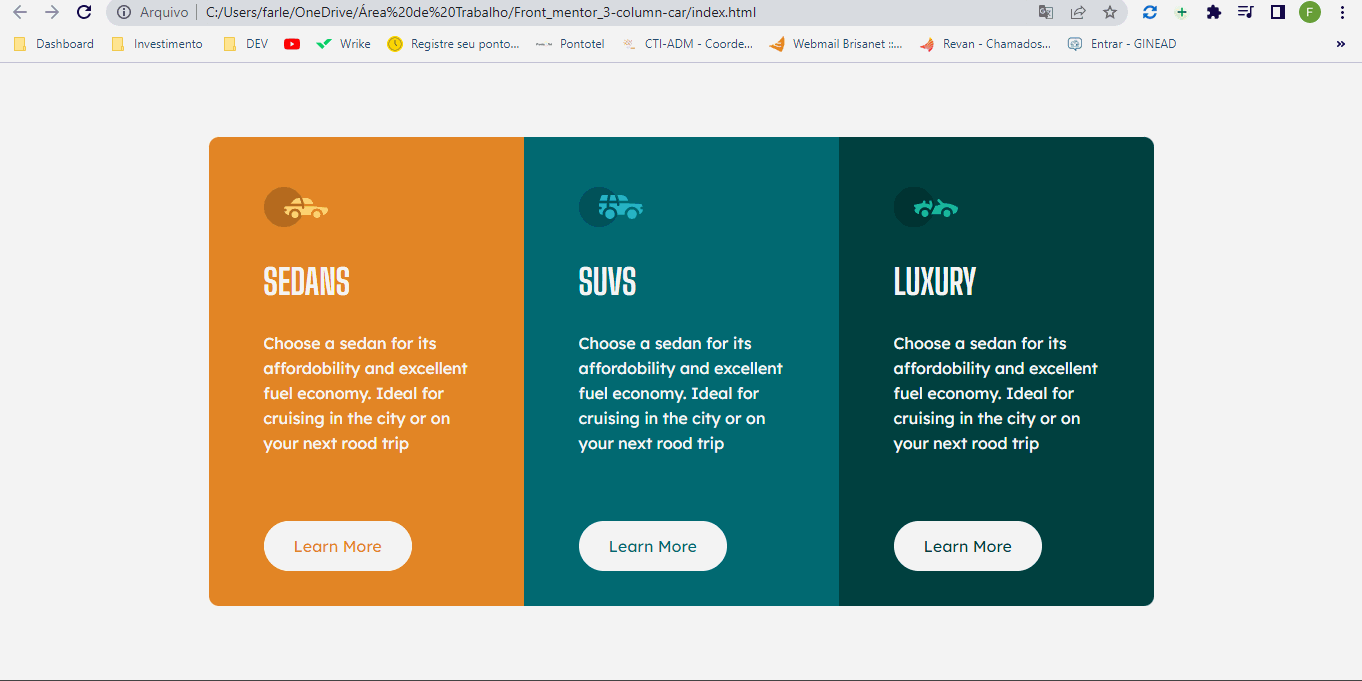 Arquivo C:/Users/farle/OneDrive/Área%20de%20Trabalho/Front_mentor_3-column-car/index.html F
Dashboard Investimento DEV Wrike Registre seu ponto... Pontotel CTI-ADM - Coorde... Webmail Brisanet ::... Revan - Chamados... Entrar - GINEAD »
SEDANS
Choose a sedan for its
affordobility and excellent
fuel economy. Ideal for
cruising in the city or on
your next rood trip
Learn More
SUVS
Choose a sedan for its
affordobility and excellent
fuel economy. Ideal for
cruising in the city or on
your next rood trip
Learn More
LUXURY
Choose a sedan for its
affordobility and excellent
fuel economy. Ideal for
cruising in the city or on
your next rood trip
Learn More